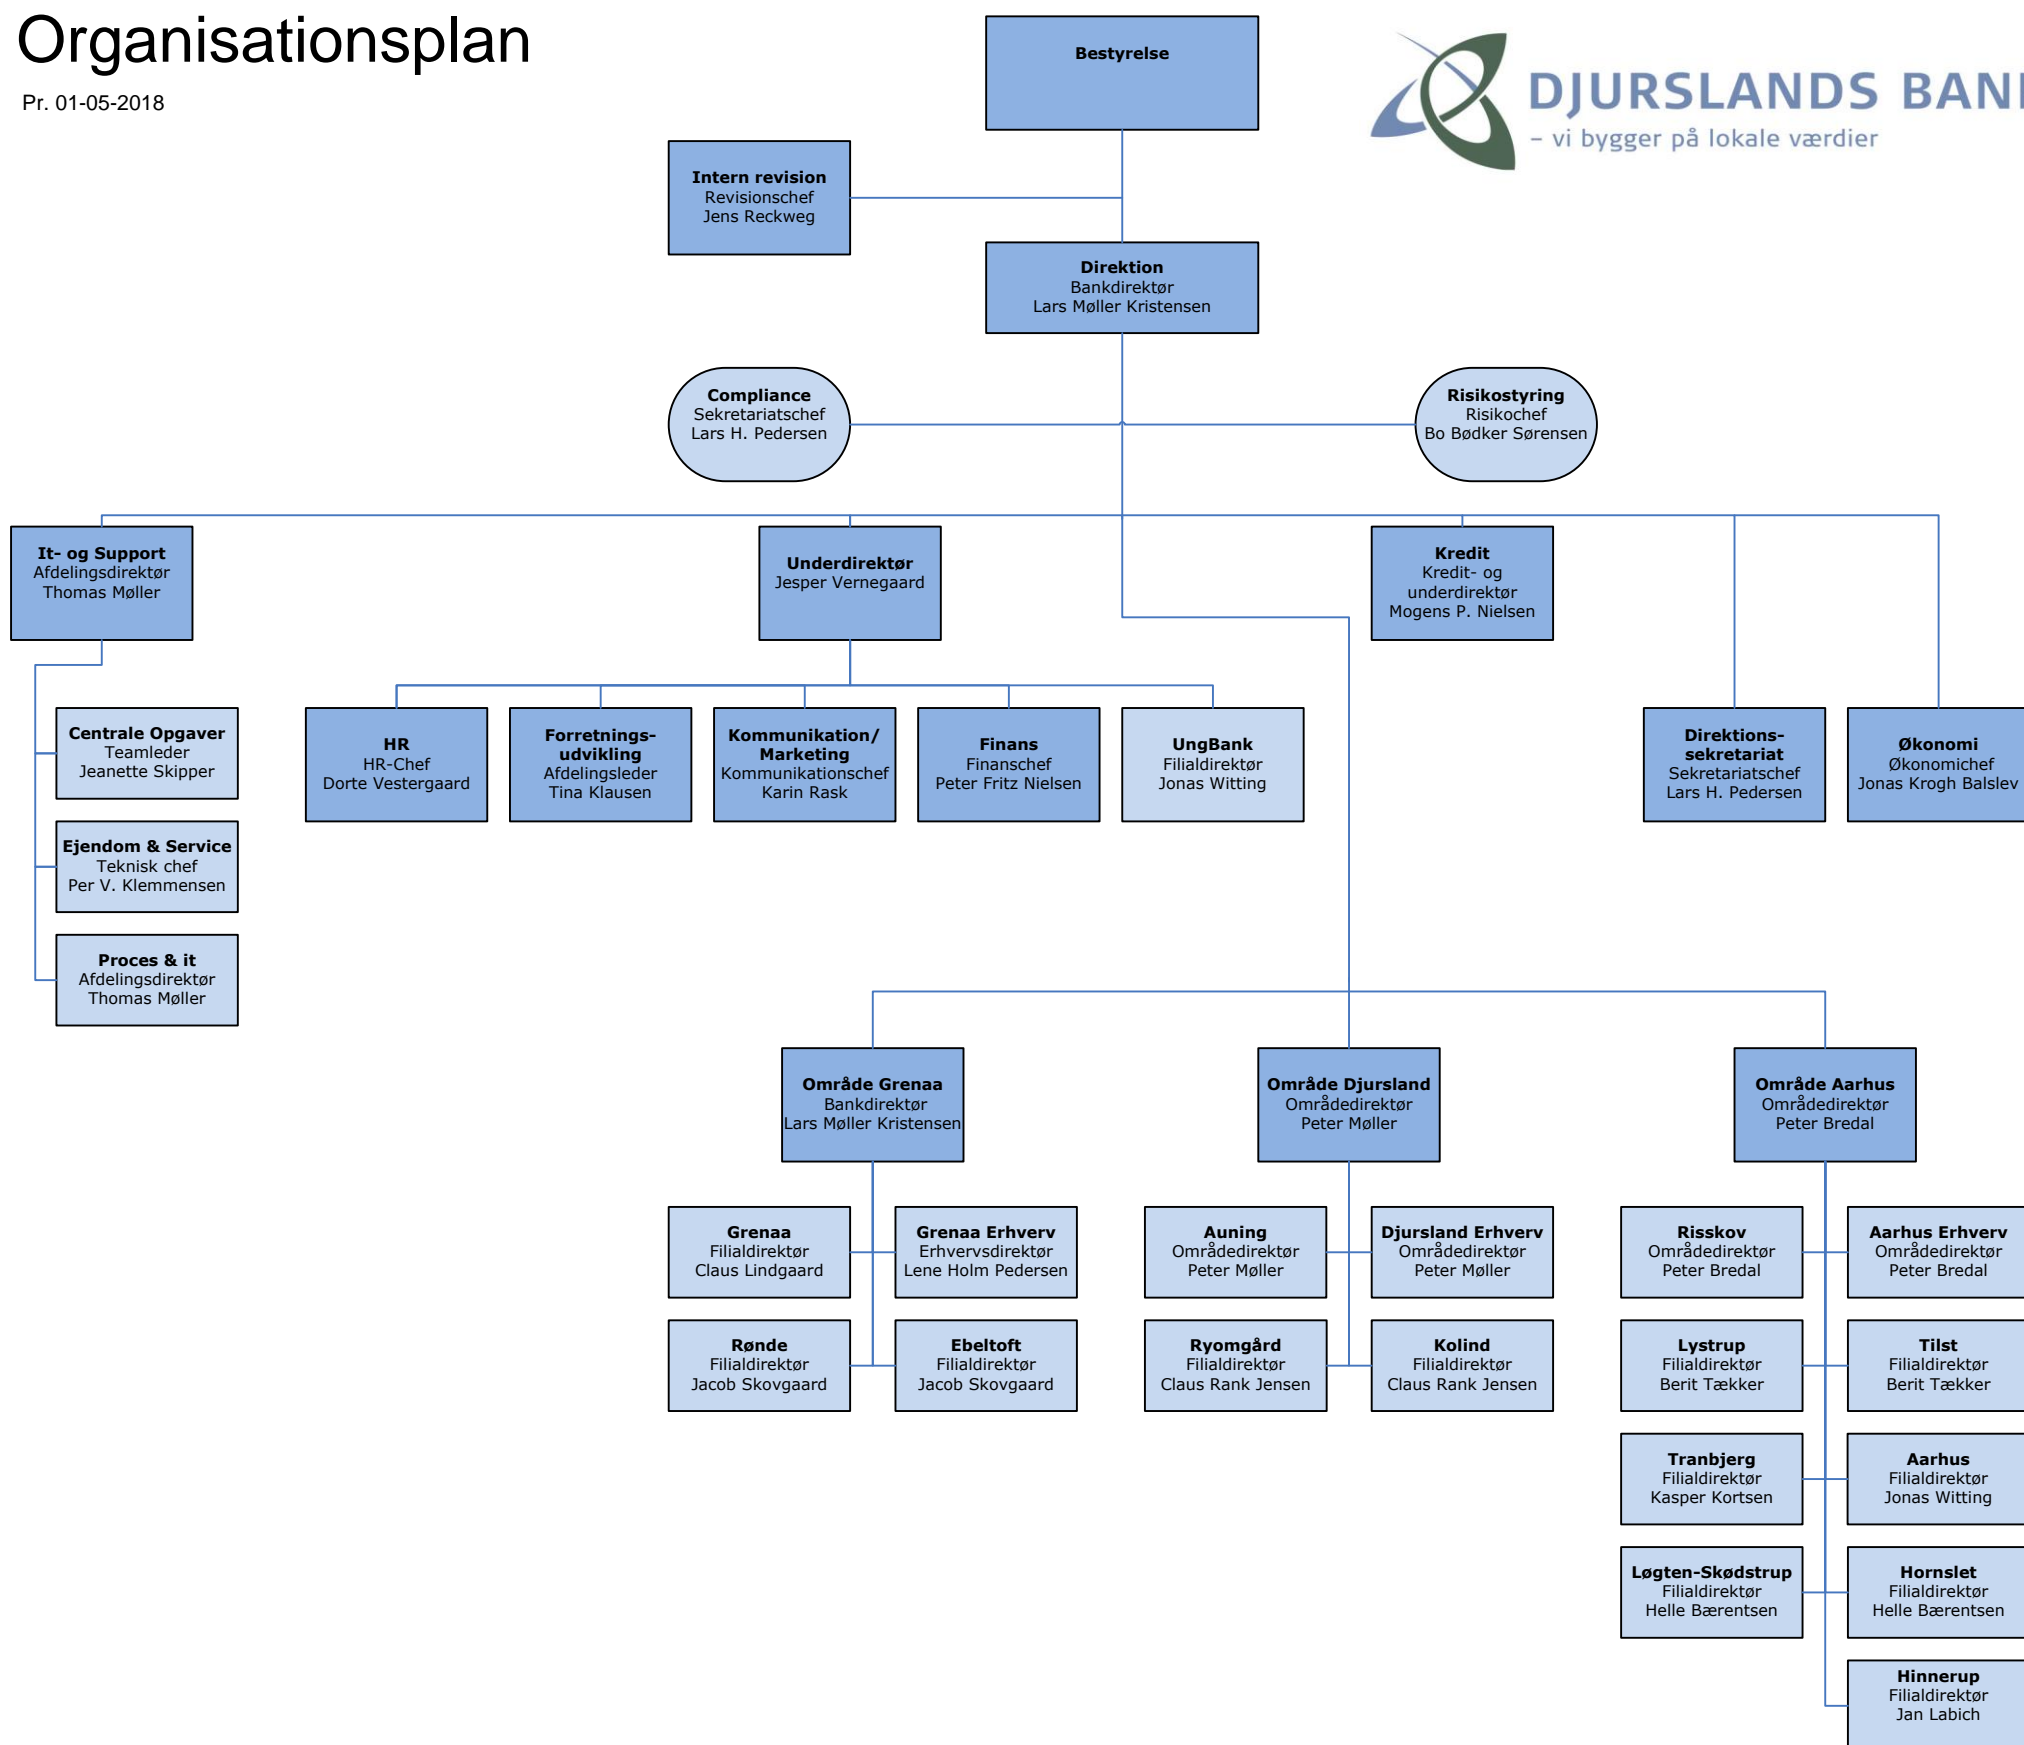 Organisationsplan
Pr. 01-05-2018
Bestyrelse
DJURSLANDS BAN
– vi bygger på lokale værdier
Intern revision
Revisionschef
Jens Reckweg
Direktion
Bankdirektør
Lars Møller Kristensen
Compliance
Sekretariatschef
Lars H. Pedersen
Risikostyring
Risikochef
Bo Bødker Sørensen
It- og Support
Afdelingsdirektør
Thomas Møller
Underdirektør
Jesper Vernegaard
Kredit
Kredit- og
underdirektør
Mogens P. Nielsen
Centrale Opgaver
Teamleder
Jeanette Skipper
HR
HR-Chef
Dorte Vestergaard
Forretnings-
udvikling
Afdelingsleder
Tina Klausen
Kommunikation/
Marketing
Kommunikationschef
Karin Rask
Finans
Finanschef
Peter Fritz Nielsen
UngBank
Filialdirektør
Jonas Witting
Direktions-
sekretariat
Sekretariatschef
Lars H. Pedersen
Økonomi
Økonomichef
Jonas Krogh Balslev
Ejendom & Service
Teknisk chef
Per V. Klemmensen
Proces & it
Afdelingsdirektør
Thomas Møller
Område Grenaa
Bankdirektør
Lars Møller Kristensen
Område Djursland
Områdedirektør
Peter Møller
Område Aarhus
Områdedirektør
Peter Bredal
Grenaa
Filialdirektør
Claus Lindgaard
Grenaa Erhverv
Erhvervsdirektør
Lene Holm Pedersen
Auning
Områdedirektør
Peter Møller
Djursland Erhverv
Områdedirektør
Peter Møller
Risskov
Områdedirektør
Peter Bredal
Aarhus Erhverv
Områdedirektør
Peter Bredal
Rønde
Filialdirektør
Jacob Skovgaard
Ebeltoft
Filialdirektør
Jacob Skovgaard
Ryomgård
Filialdirektør
Claus Rank Jensen
Kolind
Filialdirektør
Claus Rank Jensen
Lystrup
Filialdirektør
Berit Tækker
Tilst
Filialdirektør
Berit Tækker
Tranbjerg
Filialdirektør
Kasper Kortsen
Aarhus
Filialdirektør
Jonas Witting
Løgten-Skødstrup
Filialdirektør
Helle Bærentsen
Hornslet
Filialdirektør
Helle Bærentsen
Hinnerup
Filialdirektør
Jan Labich